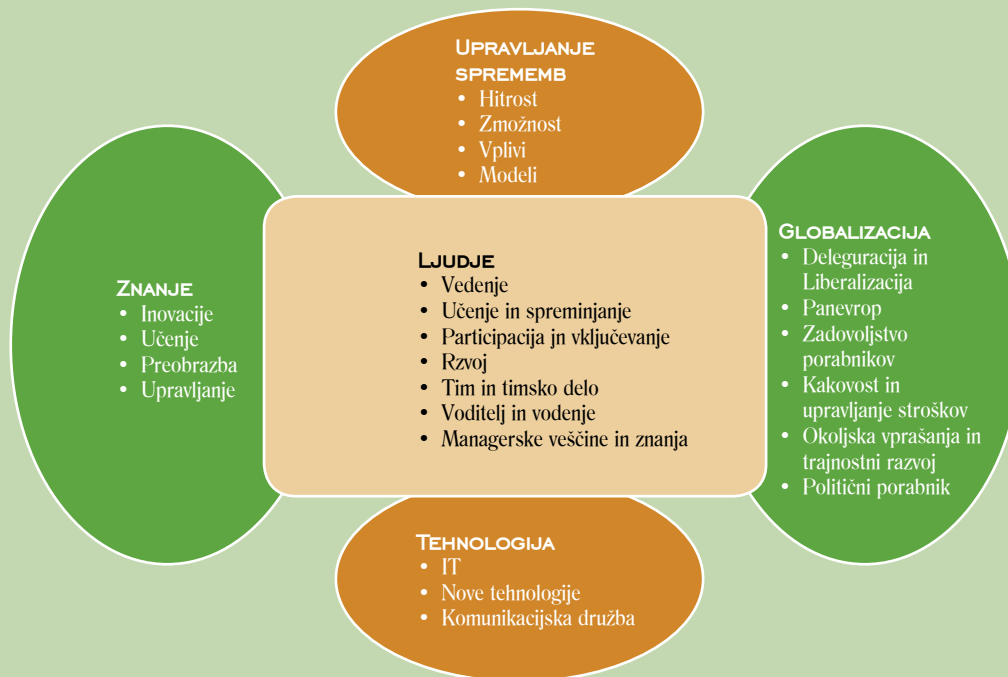 UPRAVLJANJE
SPREMEMB
• Hitrost
• Zmožnost
• Vplivi
• Modeli
ZNANJE
• Inovacije
• Učenje
• Preobrazba
• Upravljanje
LJUDJE
• Vedenje
• Učenje in spreminjanje
• Participacija jn vključevanje
• Rzvoj
• Tim in timsko delo
• Voditelj in vodenje
• Managerske veščine in znanja
GLOBALIZACIJA
• Deleguracija in
Liberalizacija
• Panevrop
• Zadovoljstvo
porabnikov
• Kakovost in
upravljanje stroškov
• Okoljska vprašanja in
trajnostni razvoj
• Politični porabnik
TEHNOLOGIJA
• IT
• Nove tehnologije
• Komunikacijska družba